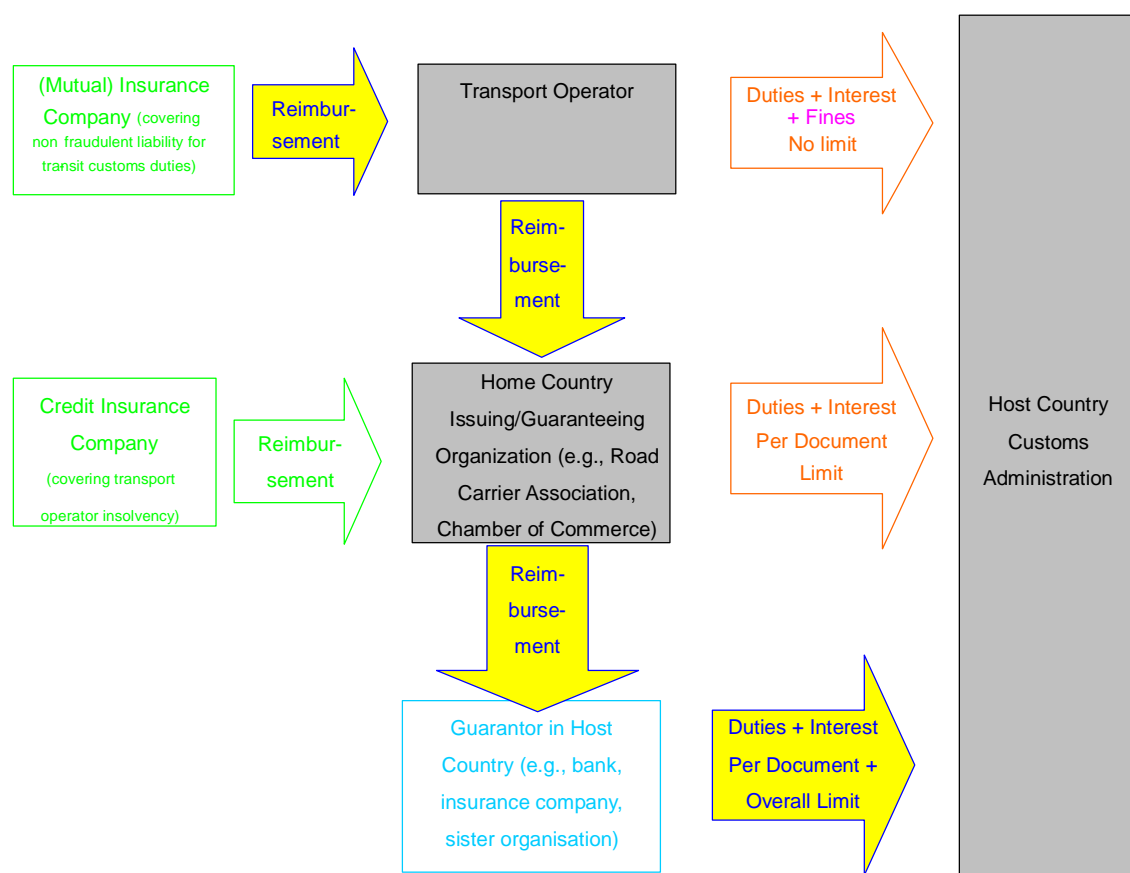 (Mutual) Insurance
Company (covering
non fraudulent liability for
transit customs duties)
Reimbur-
sement
Transport Operator
Duties + Interest
+ Fines
No limit
Reim-
burse-
ment
Credit Insurance
Company
(covering transport
operator insolvency)
Reimbur-
sement
Home Country
Issuing/Guaranteeing
Organization (e.g., Road
Carrier Association,
Chamber of Commerce)
Duties + Interest
Per Document
Limit
Host Country
Customs
Administration
Reim-
burse-
ment
Guarantor in Host
Country (e.g., bank,
insurance company,
sister organisation)
Duties + Interest
Per Document +
Overall Limit